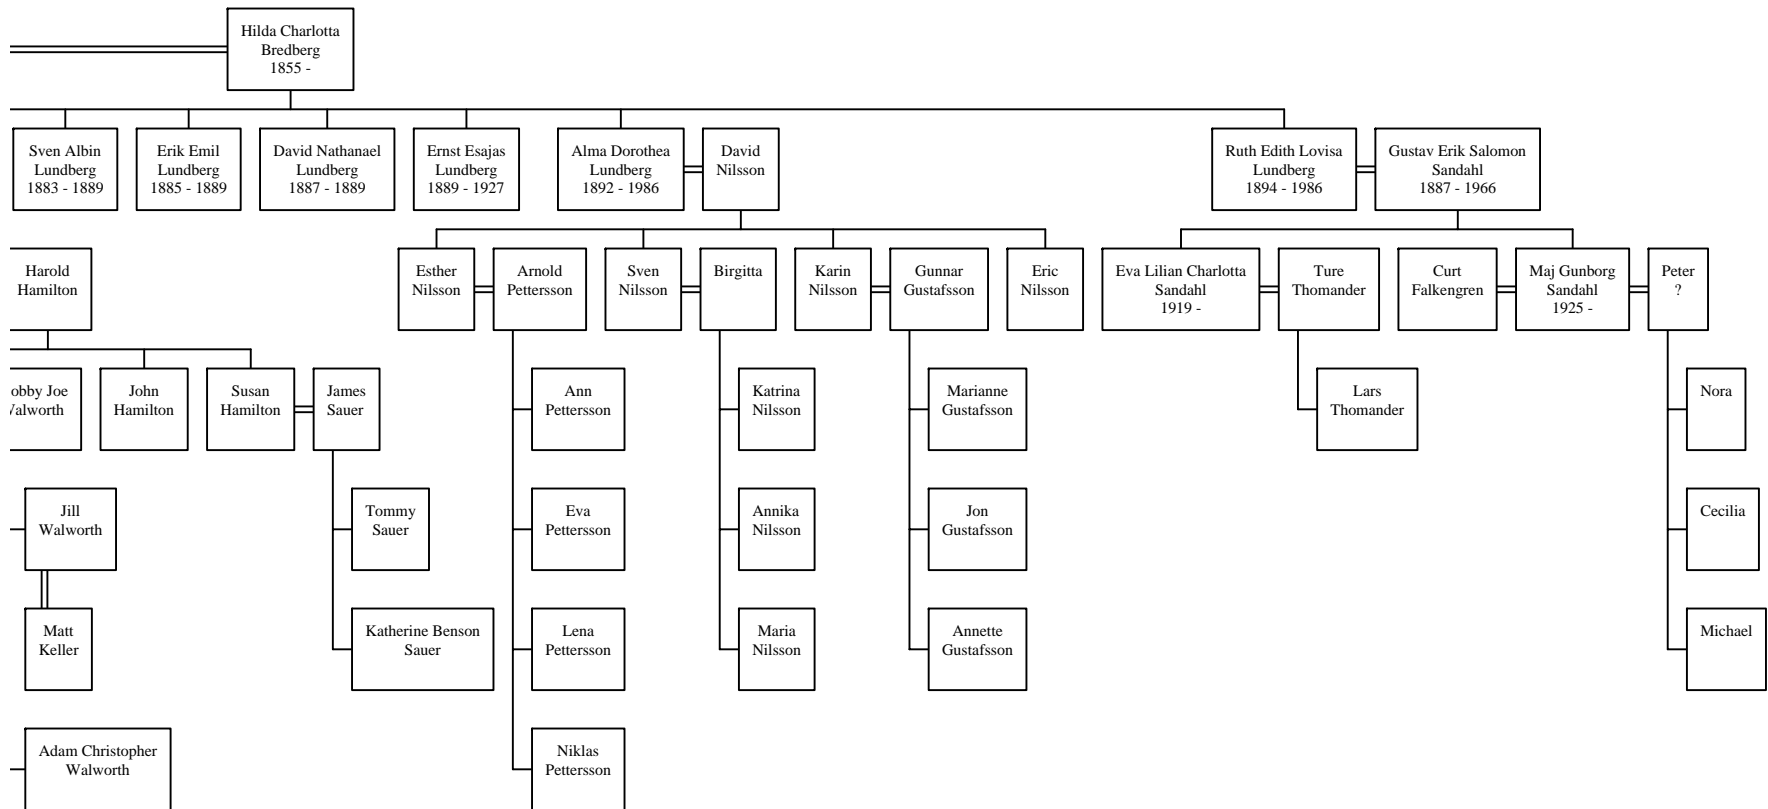 Hilda Charlotta
Bredberg
1855 -
Sven Albin
Lundberg
1883 - 1889
Erik Emil
Lundberg
1885 - 1889
David Nathanael
Lundberg
1887 - 1889
Ernst Esajas
Lundberg
1889 - 1927
Alma Dorothea
Lundberg
1892 - 1986
David
Nilsson
Ruth Edith Lovisa
Lundberg
1894 - 1986
Gustav Erik Salomon
Sandahl
1887 - 1966
Harold
Hamilton
Esther
Nilsson
Arnold
Pettersson
Sven
Nilsson
Birgitta
Karin
Nilsson
Gunnar
Gustafsson
Eric
Nilsson
Eva Lilian Charlotta
Sandahl
1919 -
Ture
Thomander
Curt
Falkengren
Maj Gunborg
Sandahl
1925 -
Peter
?
obby Joe
Valworth
John
Hamilton
Susan
Hamilton
James
Sauer
Ann
Pettersson
Katrina
Nilsson
Marianne
Gustafsson
Lars
Thomander
Nora
Jill
Walworth
Tommy
Sauer
Eva
Pettersson
Annika
Nilsson
Jon
Gustafsson
Cecilia
Matt
Keller
Katherine Benson
Sauer
Lena
Pettersson
Maria
Nilsson
Annette
Gustafsson
Michael
Adam Christopher
Walworth
Niklas
Pettersson